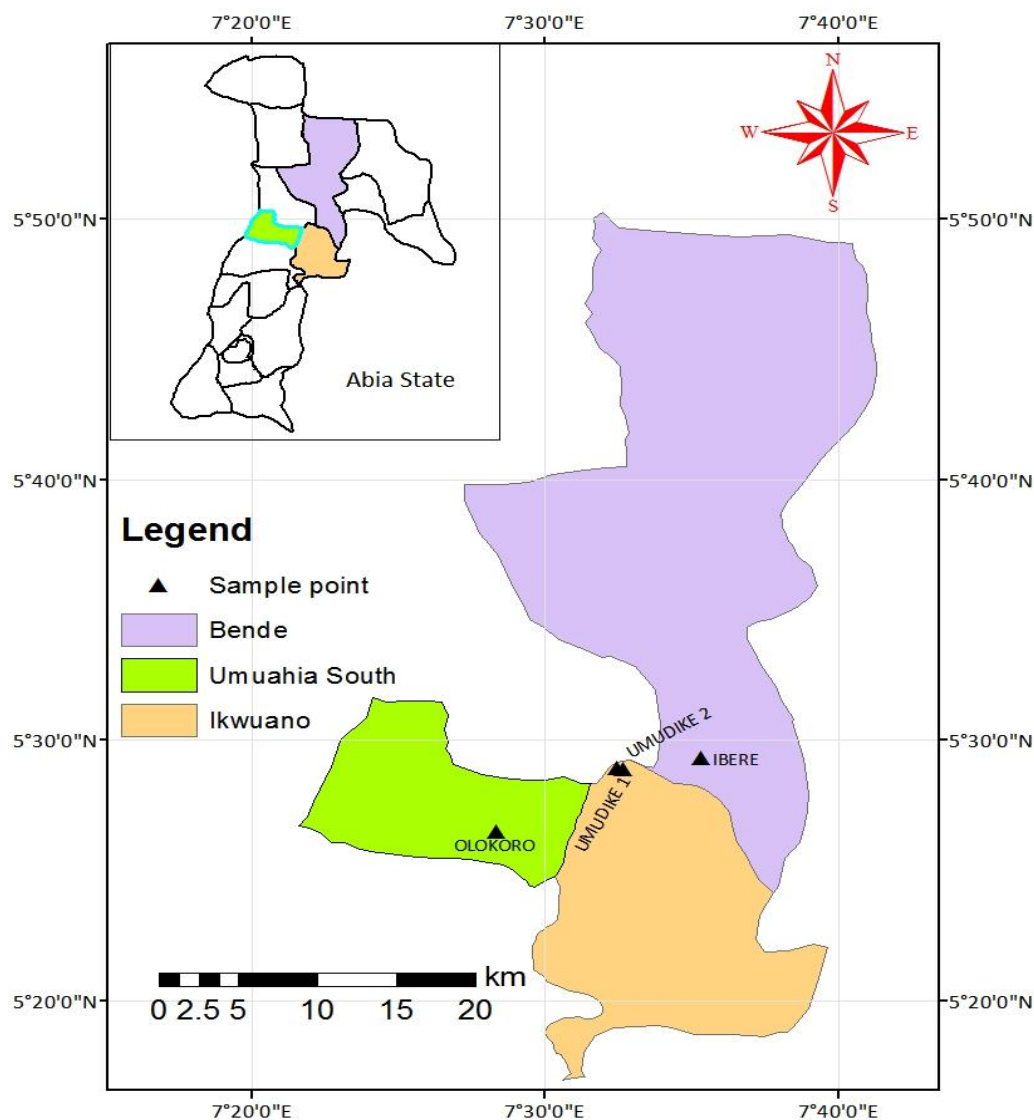 7°20'0"E 7°30'0"E 7°40'0"E
N
W E
S
Abia State
5°50'0"N 5°50'0"N
5°40'0"N 5°40'0"N
Legend
Sample point
Bende
Umuahia South
Ikwuano
5°30'0"N 5°30'0"N
UMUDIKE 2
IBERE
UMUDIKE 1
OLOKORO
km
0 2.5 5 10 15 20
5°20'0"N 5°20'0"N
7°20'0"E 7°30'0"E 7°40'0"E